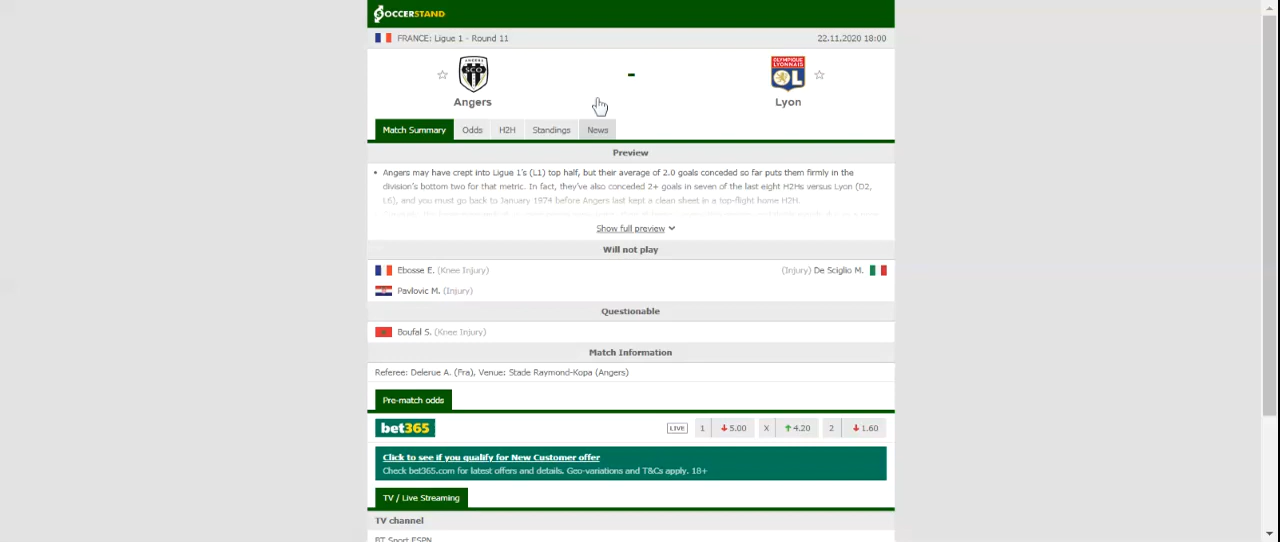 SOCCERSTAND
FRANCE: Ligue 1 - Round 11
22.11.2020 18:00
ANGERS
SCO
OLYMPIQUE
LYONNAIS
OL
-
Angers
Lyon
Match Summary
Odds
H2H
Standings
News
Preview
• Angers may have crept into Ligue 1's (L1) top half, but their average of 2.0 goals conceded so far puts them firmly in the
division's bottom two for that metric. In fact, they've also conceded 2+ goals in seven of the last eight H2Hs versus Lyon (D2,
L6), and you must go back to January 1974 before Angers last kept a clean sheet in a top-flight home H2H.
Show full preview
Will not play
Ebosse E. (Knee Injury)
(Injury) De Sciglio M.
Pavlovic M. (Injury)
Questionable
Boufal S. (Knee Injury)
Match Information
Referee: Delerue A. (Fra), Venue: Stade Raymond-Kopa (Angers)
Pre-match odds
bet365
LIVE
1
5.00
X
4.20
2
1.60
Click to see if you qualify for New Customer offer
Check bet365.com for latest offers and details. Geo-variations and T&Cs apply. 18+
TV / Live Streaming
TV channel
BT Sport ESPN